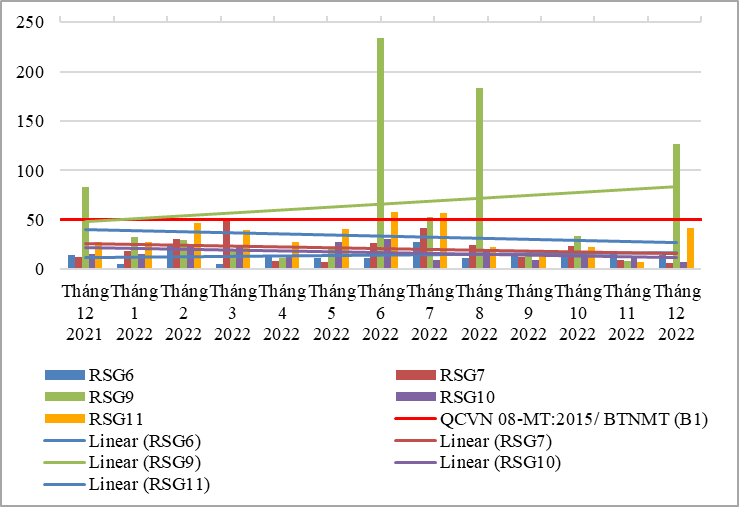 250
200
150
100
50
0
Tháng Tháng Tháng Tháng Tháng Tháng Tháng Tháng Tháng Tháng Tháng Tháng Tháng
12 1 2 3 4 5 6 7 8 9 10 11 12
2021 2022 2022 2022 2022 2022 2022 2022 2022 2022 2022 2022 2022
RSG6 RSG7
RSG9 RSG10
RSG11 QCVN 08-MT:2015/ BTNMT (B1)
Linear (RSG6) Linear (RSG7)
Linear (RSG9) Linear (RSG10)
Linear (RSG11)